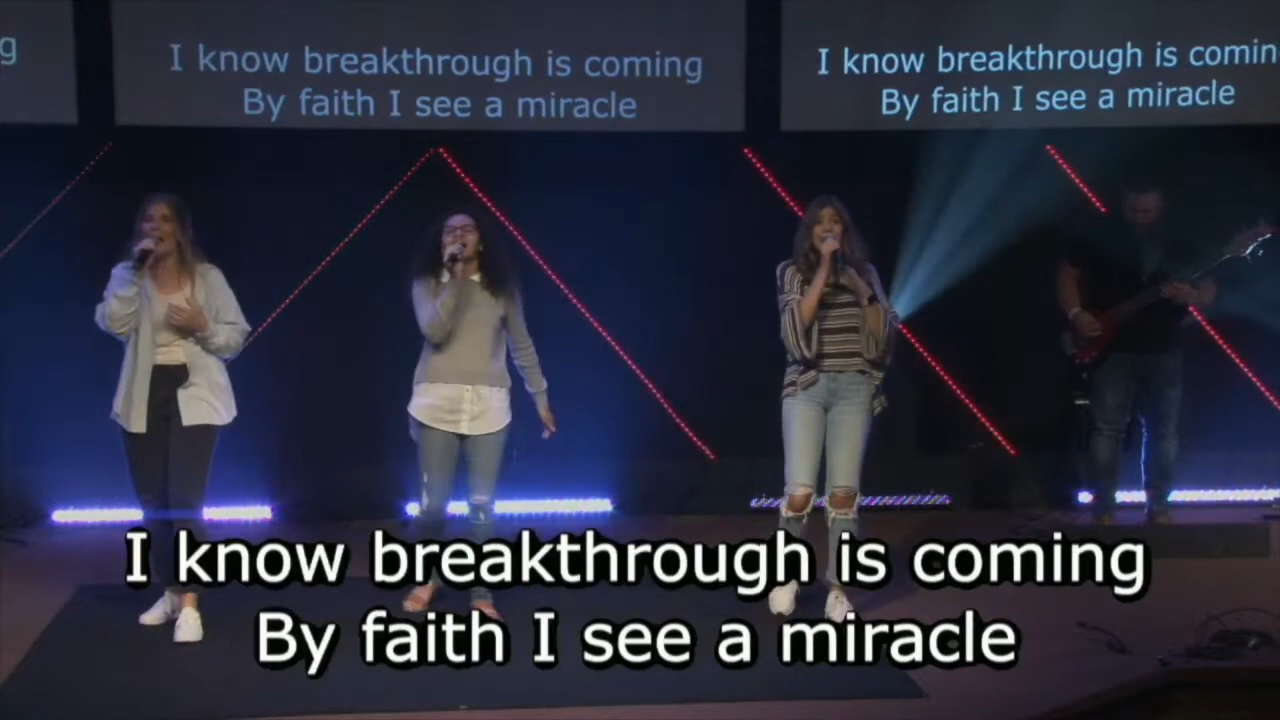 g
I know breakthrough is coming
By faith I see a miracle
I know breakthrough is comin
By faith I see a miracle
I know breakthrough is coming
By faith I see a miracle